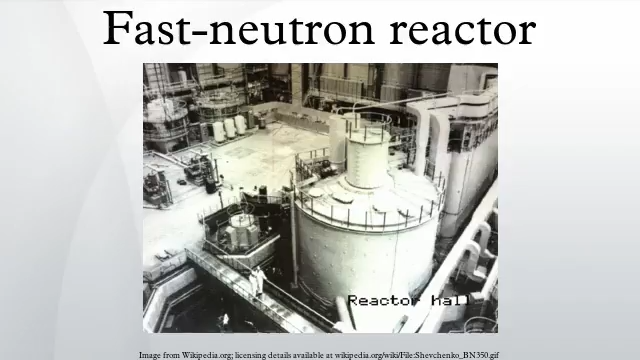 Fast-neutron reactor
Reactor hall
Image from Wikipedia.org; licensing details available at wikipedia.org/wiki/File:Shevchenko_BN350.gif